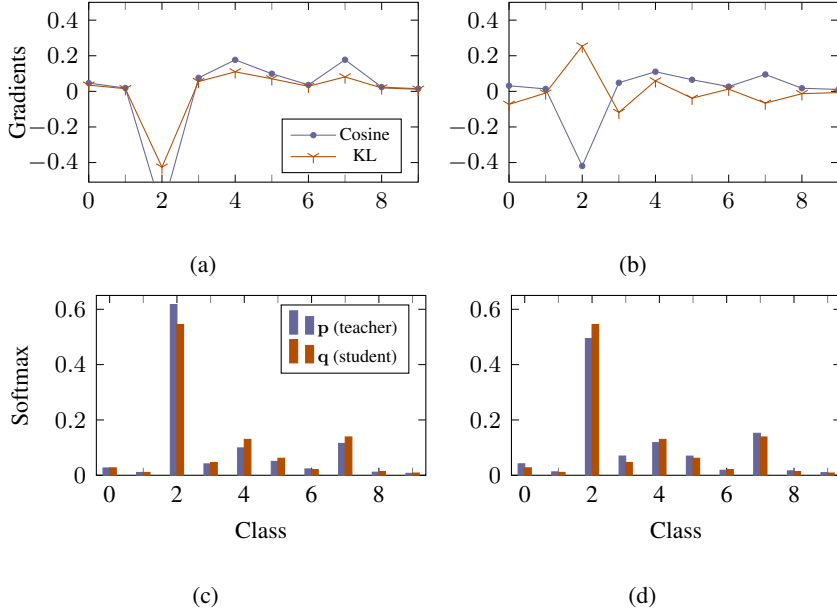 0.4
0.2
0
−0.2
−0.4
Gradients
Cosine
KL
0 2 4 6 8
(a)
0.4
0.2
0
−0.2
−0.4
0 2 4 6 8
(b)
0.6
0.4
0.2
0
Softmax
p (teacher)
q (student)
0 2 4 6 8
Class
(c)
0.6
0.4
0.2
0
0 2 4 6 8
Class
(d)